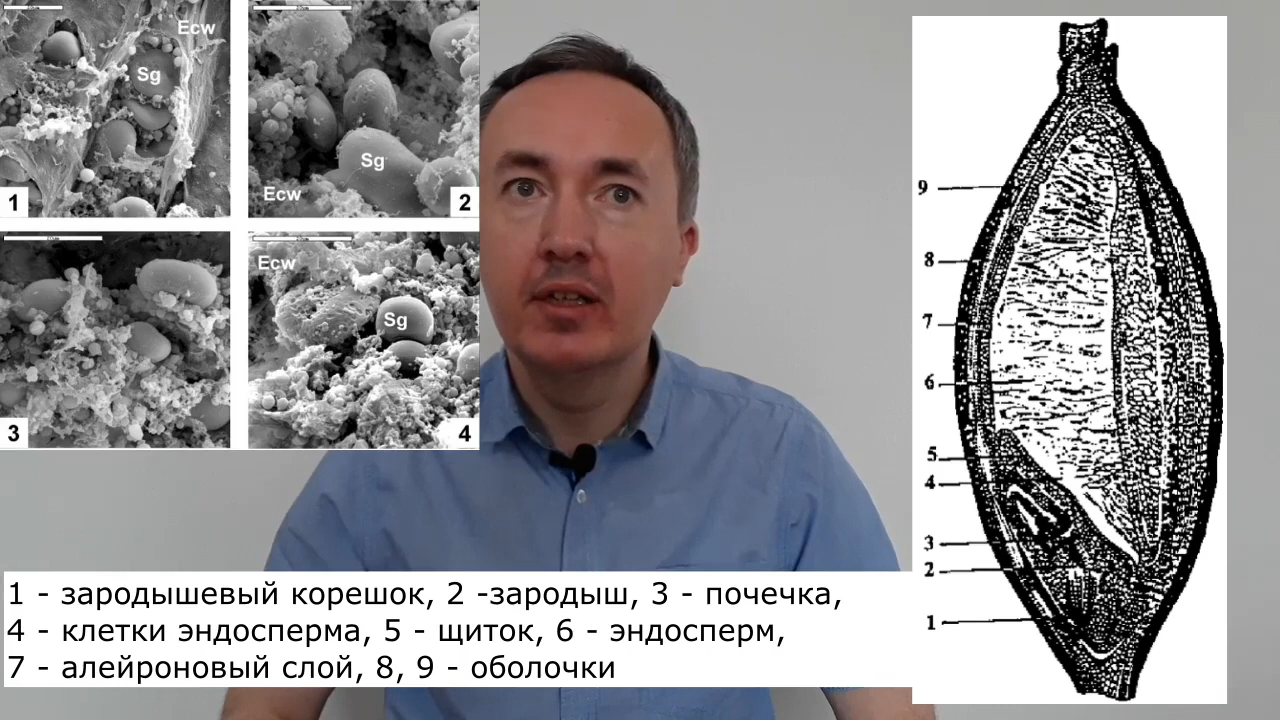 Ecw
Sg
1
Sg
Ecw
2
3
Ecw
Sg
4
9
8
7
6
5
4
3
2
1
1 - зародышевый корешок, 2 -зародыш, 3 - почечка,
4 - клетки эндосперма, 5 - щиток, 6 - эндосперм,
7 - алейроновый слой, 8, 9 - оболочки